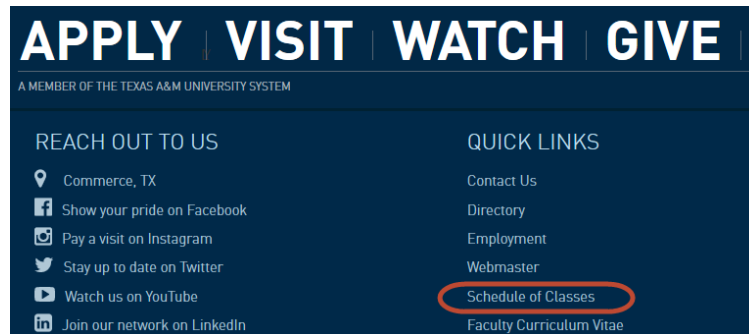 APPLY VISIT WATCH GIVE
A MEMBER OF THE TEXAS A&M UNIVERSITY SYSTEM
REACH OUT TO US
Commerce, TX
Show your pride on Facebook
Pay a visit on Instagram
Stay up to date on Twitter
Watch us on YouTube
Join our network on LinkedIn
QUICK LINKS
Contact Us
Directory
Employment
Webmaster
Schedule of Classes
Faculty Curriculum Vitae